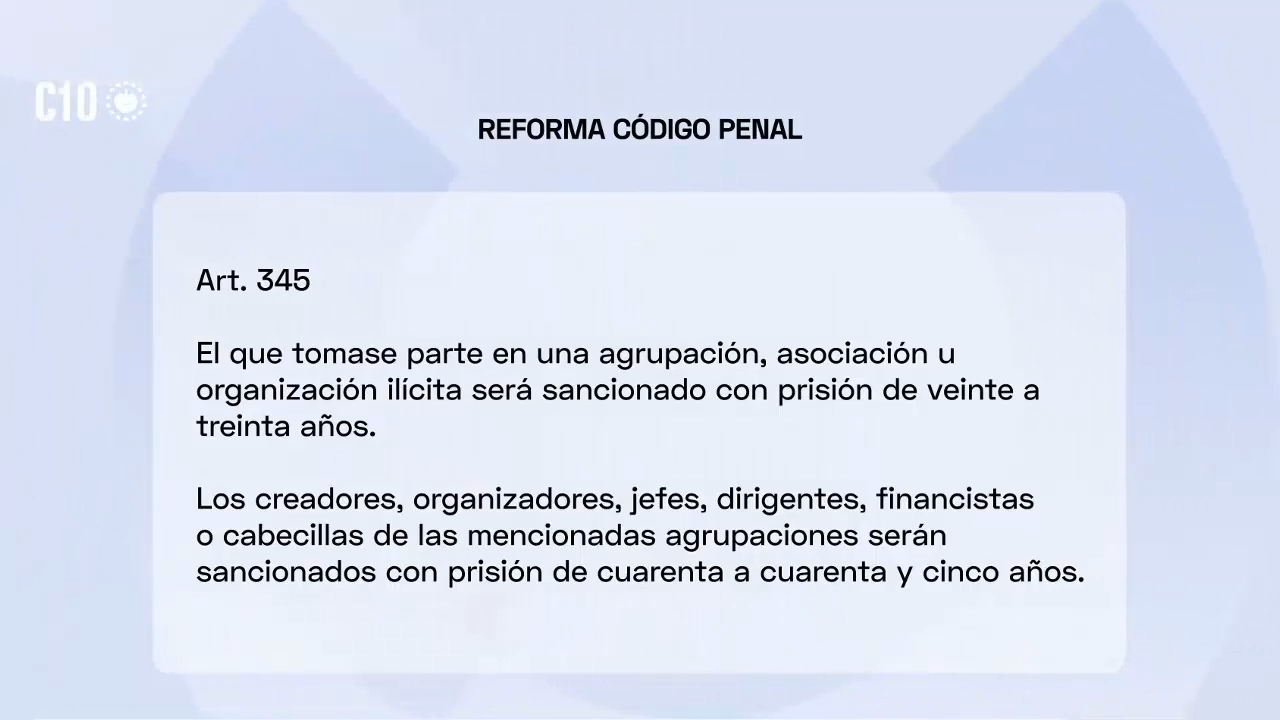 C10
REFORMA CÓDIGO PENAL
Art. 345
El que tomase parte en una agrupación, asociación u
organización ilícita será sancionado con prisión de veinte a
treinta años.
Los creadores, organizadores, jefes, dirigentes, financistas
o cabecillas de las mencionadas agrupaciones serán
sancionados con prisión de cuarenta a cuarenta y cinco años.